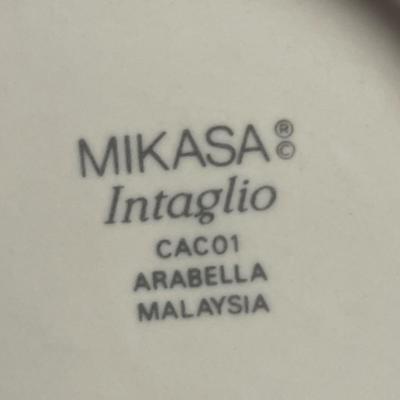 MIKASA ®©
Intaglio
CAC01
ARABELLA
MALAYSIA